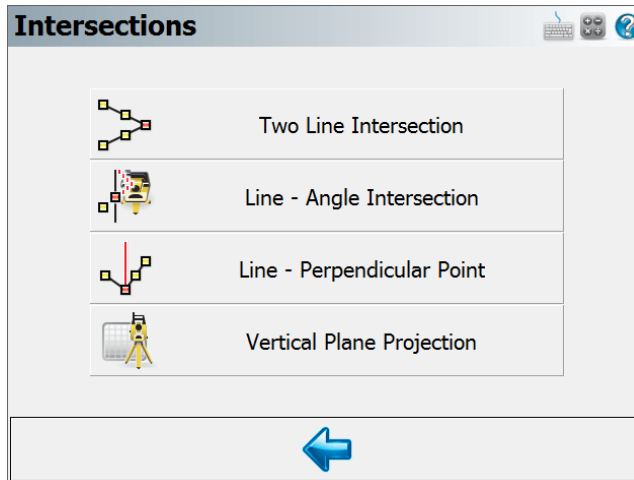 Intersections
Two Line Intersection
Line - Angle Intersection
Line - Perpendicular Point
Vertical Plane Projection